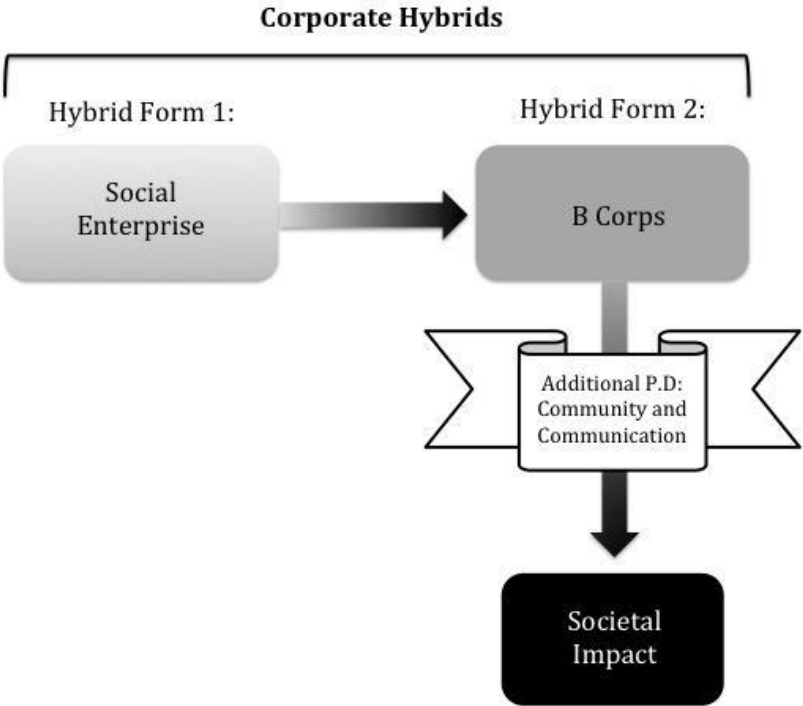 Corporate Hybrids
Hybrid Form 1:
Hybrid Form 2:
Social
Enterprise
B Corps
Additional P.D:
Community and
Communication
Societal
Impact